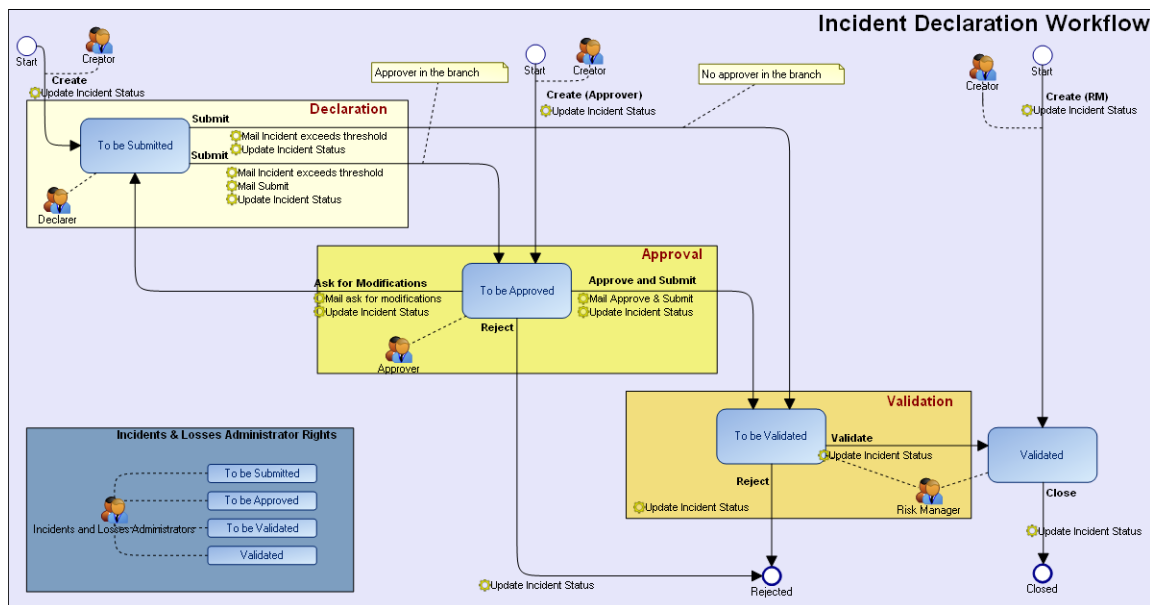 Incident Declaration Workflow
Start
Creator
Create
Update Incident Status
Approver in the branch
Start
Creator
Create (Approver)
Update Incident Status
No approver in the branch
Start
Creator
Create (RM)
Update Incident Status
Declaration
To be Submitted
Submit
Mail Incident exceeds threshold
Update Incident Status
Submit
Mail Incident exceeds threshold
Mail Submit
Update Incident Status
Declarer
Approval
Ask for Modifications
Mail ask for modifications
Update Incident Status
To be Approved
Approve and Submit
Mail Approve & Submit
Update Incident Status
Reject
Approver
Validation
To be Validated
Validate
Update Incident Status
Validated
Reject
Update Incident Status
Risk Manager
Close
Update Incident Status
Update Incident Status
Rejected
Closed
Incidents & Losses Administrator Rights
To be Submitted
To be Approved
Incidents and Losses Administrators
To be Validated
Validated